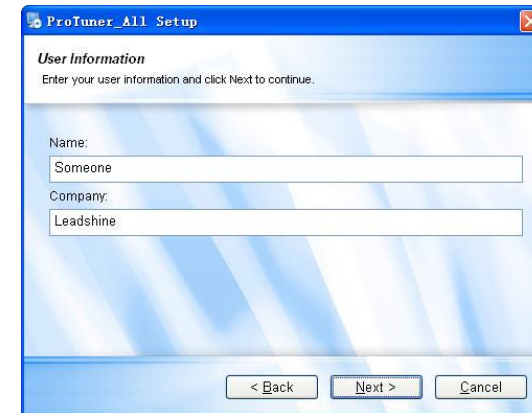 ProTuner_All Setup
User Information
Enter your user information and click Next to continue.
Name:
Someone
Company:
Leadshine
< Back
Next >
Cancel